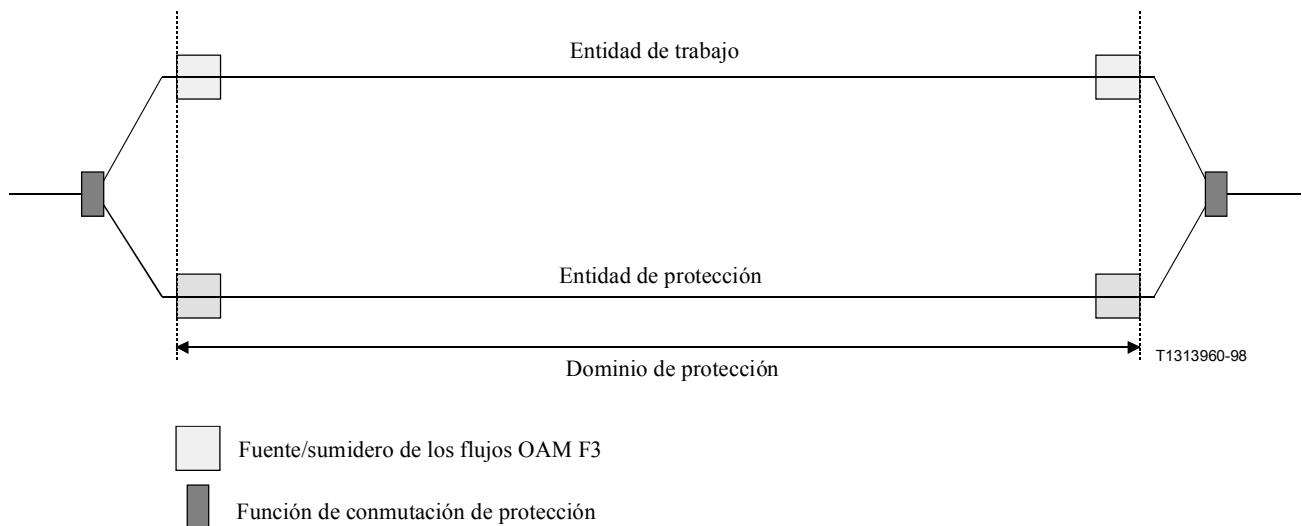 Entidad de trabajo
Entidad de protección
Dominio de protección
T1313960-98
Fuente/sumidero de los flujos OAM F3
Función de conmutación de protección